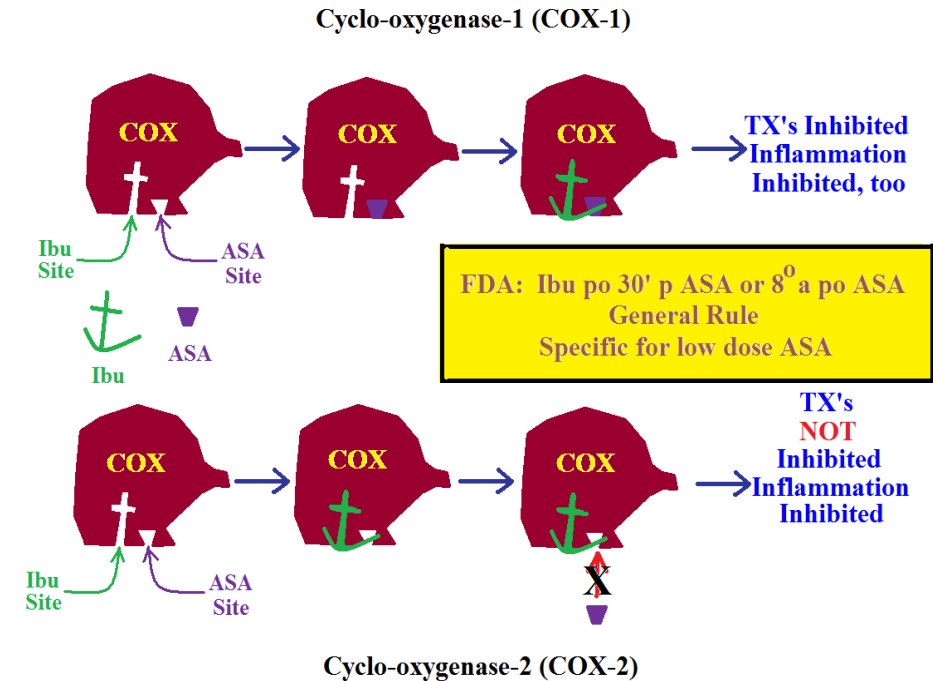 Cyclo-oxygenase-1 (COX-1)
COX
COX
COX
TX's Inhibited
Inflammation
Inhibited, too
Ibu
Site
ASA
Site
Ibu
ASA
FDA: Ibu po 30' p ASA or 8° a po ASA
General Rule
Specific for low dose ASA
COX
COX
COX
TX's
NOT
Inhibited
Inflammation
Inhibited
Ibu
Site
ASA
Site
X
Cyclo-oxygenase-2 (COX-2)